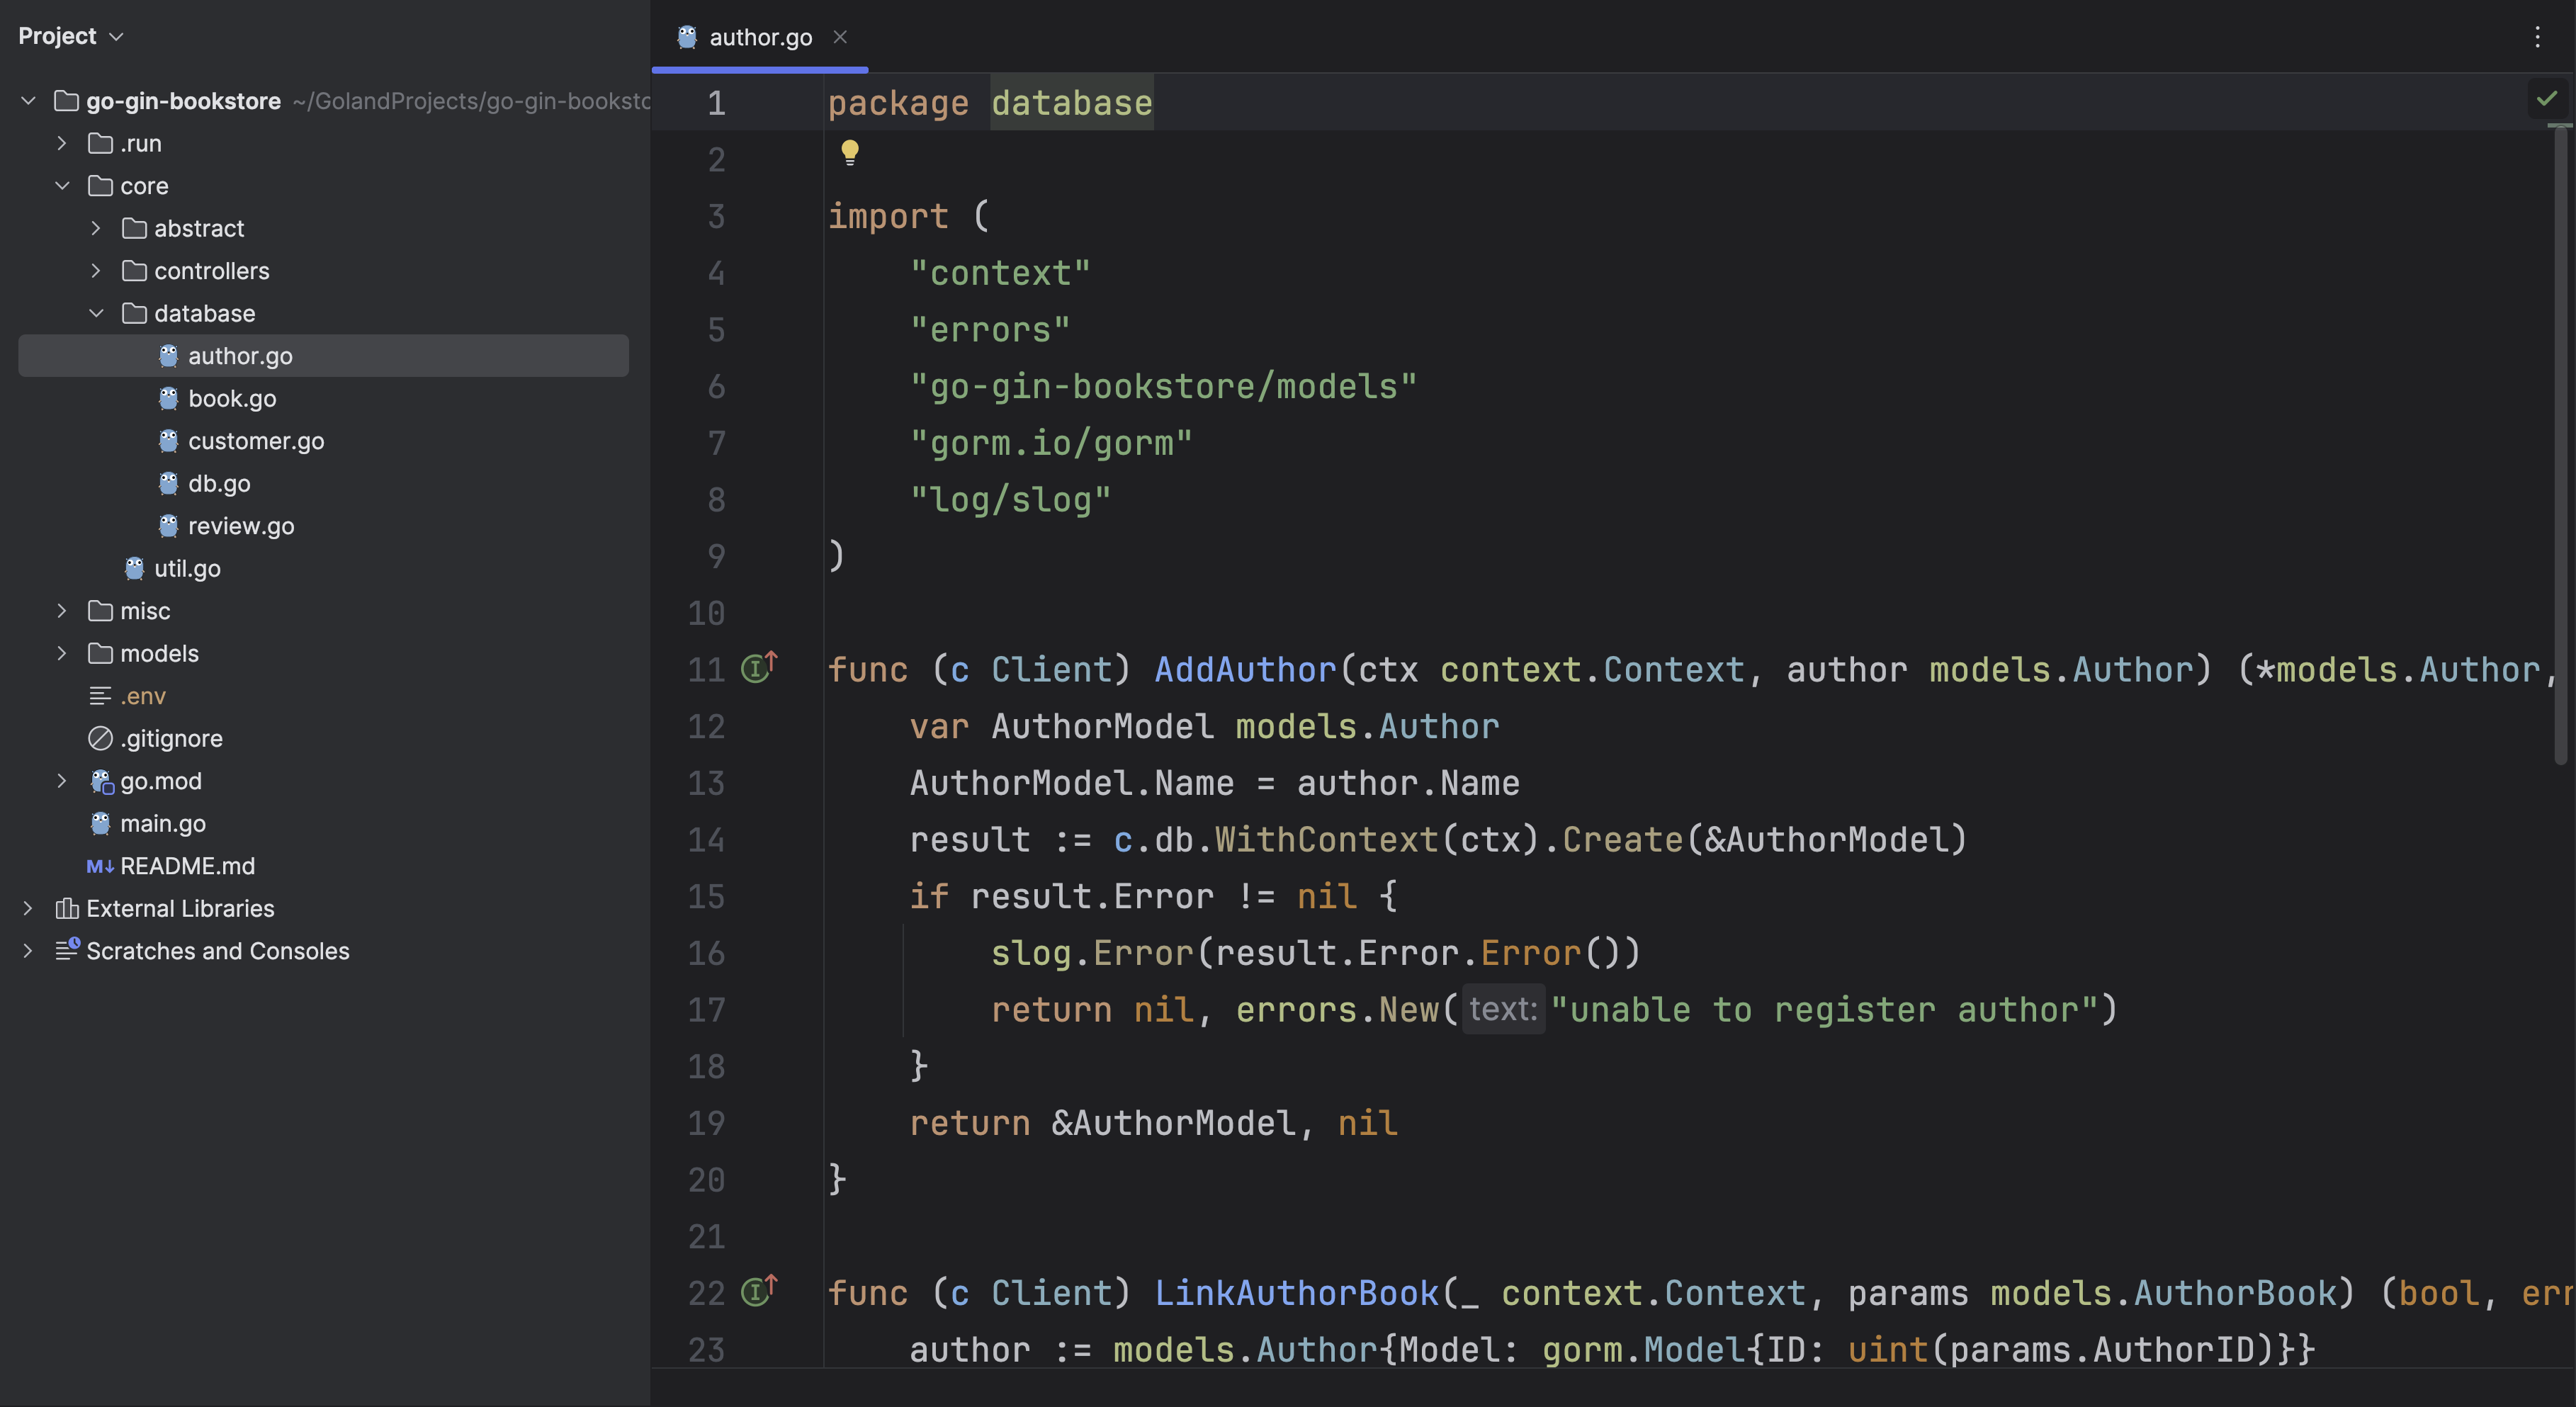 Project
go-gin-bookstore ~/GolandProjects/go-gin-booksto
.run
core
abstract
controllers
database
author.go
book.go
customer.go
db.go
review.go
util.go
misc
models
.env
.gitignore
go.mod
main.go
README.md
External Libraries
Scratches and Consoles
author.go
1 package database
2
3 import (
4 "context"
5 "errors"
6 "go-gin-bookstore/models"
7 "gorm.io/gorm"
8 "log/slog"
9 )
10
11 func (c Client) AddAuthor(ctx context.Context, author models.Author) (*models.Author,
12 var AuthorModel models.Author
13 AuthorModel.Name = author.Name
14 result := c.db.WithContext(ctx).Create(&AuthorModel)
15 if result.Error != nil {
16 slog.Error(result.Error.Error())
17 return nil, errors.New(text: "unable to register author")
18 }
19 return &AuthorModel, nil
20 }
21
22 func (c Client) LinkAuthorBook(_ context.Context, params models.AuthorBook) (bool, err
23 author := models.Author{Model: gorm.Model{ID: uint(params.AuthorID)}}